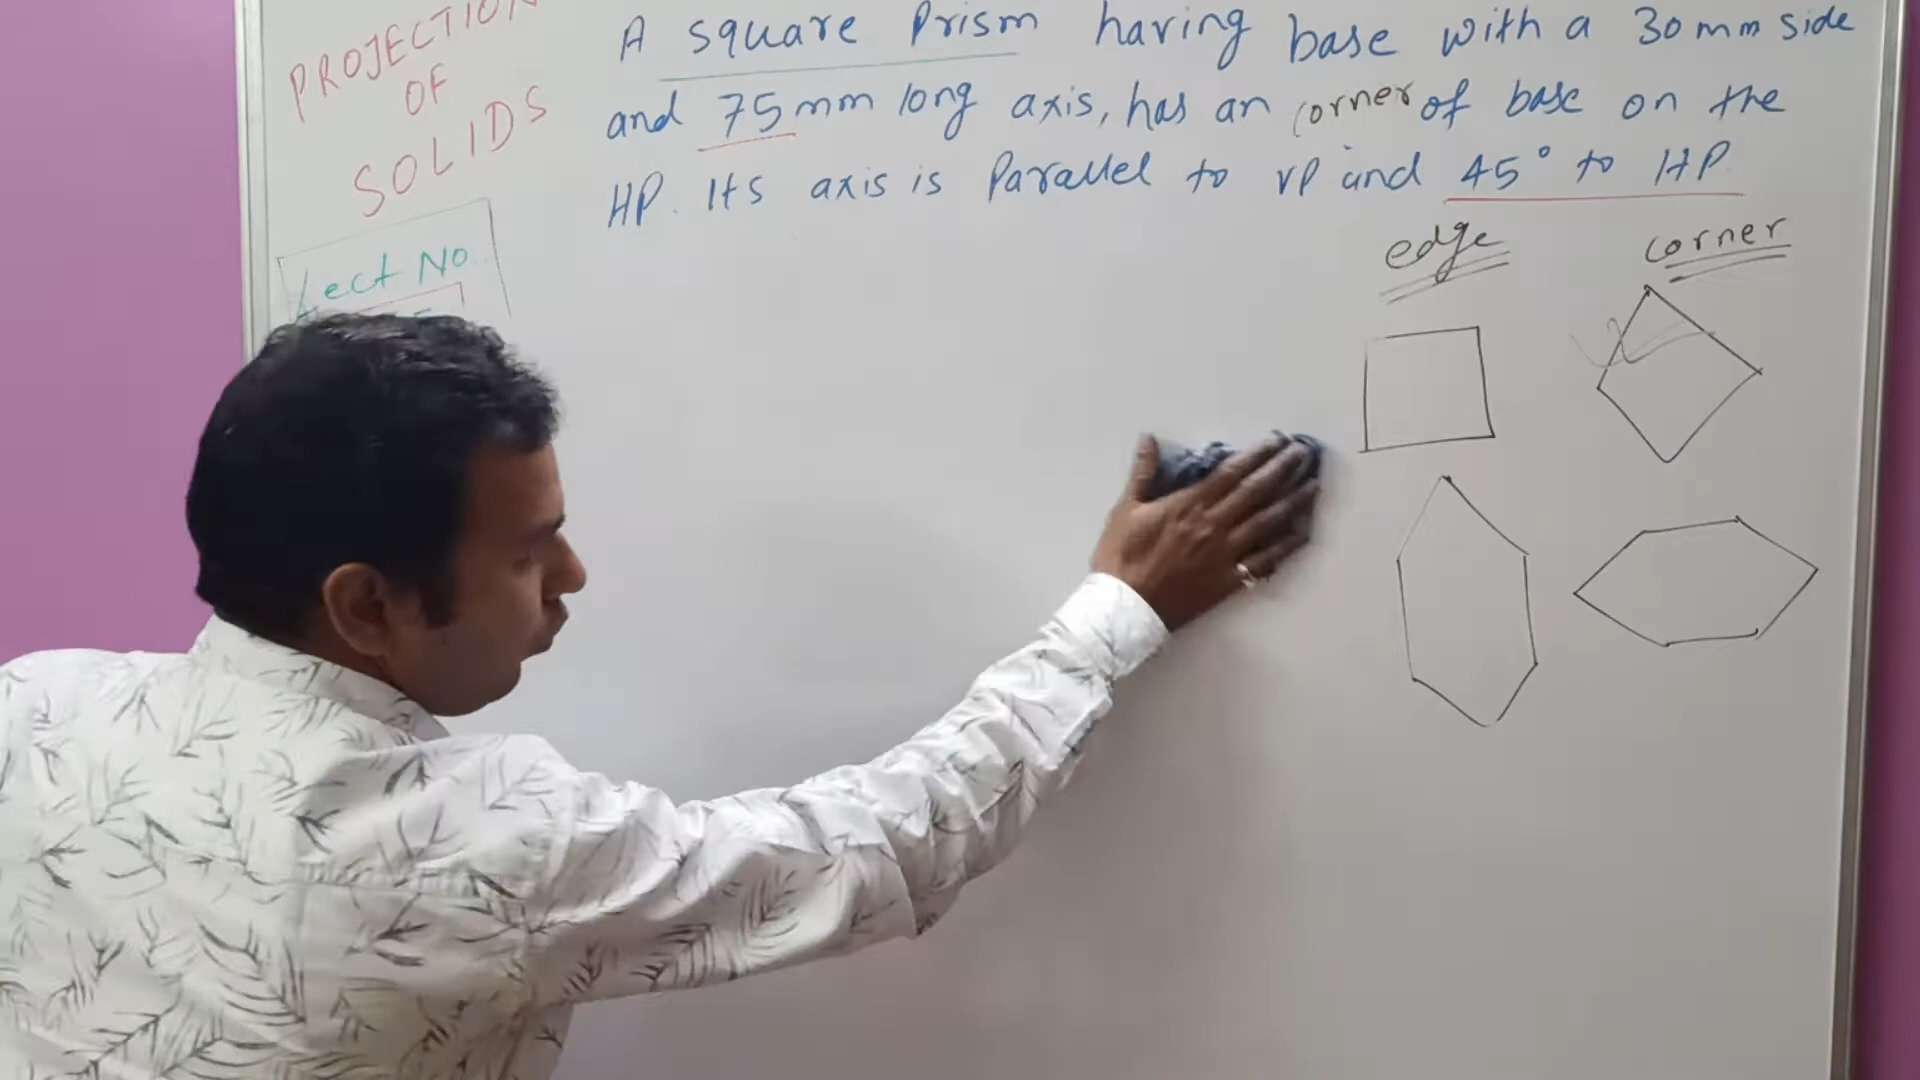 PROJECTION
OF
SOLIDS
Lect No
A square Prism having base with a 30mm side
and 75mm long axis, has an corner of base on the
HP. Its axis is Parallel to VP and 45° to HP
edge
corner